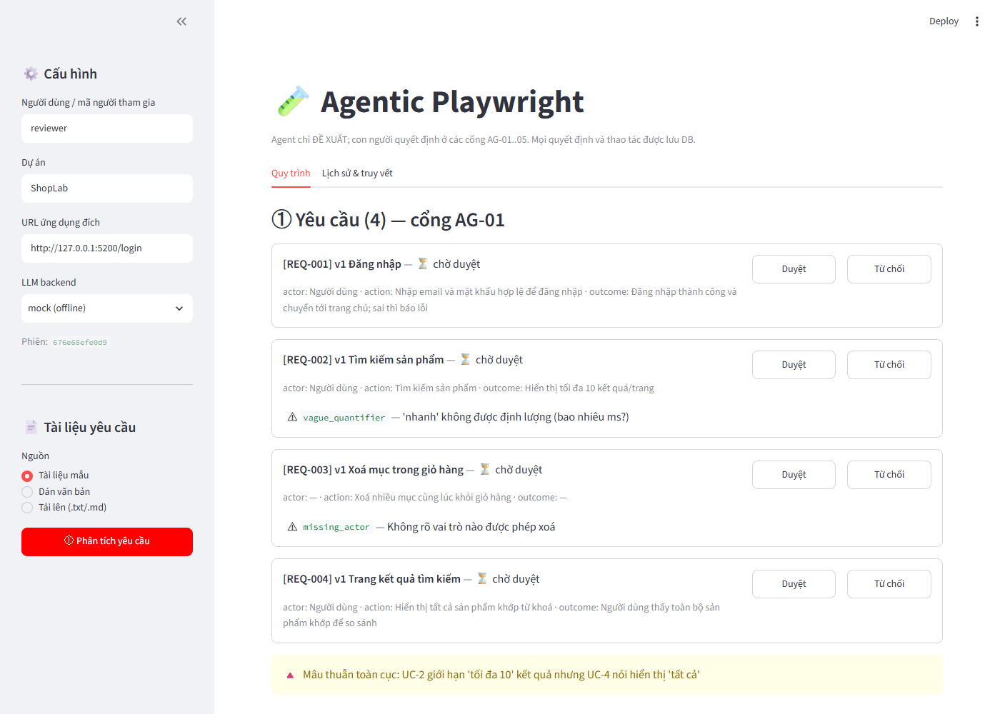 Deploy
Cấu hình
Người dùng / mã người tham gia
reviewer
Dự án
ShopLab
URL ứng dụng đích
http://127.0.0.1:5200/login
LLM backend
mock (offline)
Phiên: 676e68efe0d9
Tài liệu yêu cầu
Nguồn
Tài liệu mẫu
Dán văn bản
Tải lên (.txt/.md)
① Phân tích yêu cầu
Agentic Playwright
Agent chỉ ĐỀ XUẤT; con người quyết định ở các cổng AG-01..05. Mọi quyết định và thao tác được lưu DB.
Quy trình
Lịch sử & truy vết
① Yêu cầu (4) — cổng AG-01
[REQ-001] v1 Đăng nhập — ⏳ chờ duyệt
Duyệt
Từ chối
actor: Người dùng · action: Nhập email và mật khẩu hợp lệ để đăng nhập · outcome: Đăng nhập thành công và
chuyển tới trang chủ; sai thì báo lỗi
[REQ-002] v1 Tìm kiếm sản phẩm — ⏳ chờ duyệt
Duyệt
Từ chối
actor: Người dùng · action: Tìm kiếm sản phẩm · outcome: Hiển thị tối đa 10 kết quả/trang
⚠ vague_quantifier — 'nhanh' không được định lượng (bao nhiêu ms?)
[REQ-003] v1 Xoá mục trong giỏ hàng — ⏳ chờ duyệt
Duyệt
Từ chối
actor: — · action: Xoá nhiều mục cùng lúc khỏi giỏ hàng · outcome: —
⚠ missing_actor — Không rõ vai trò nào được phép xoá
[REQ-004] v1 Trang kết quả tìm kiếm — ⏳ chờ duyệt
Duyệt
Từ chối
actor: Người dùng · action: Hiển thị tất cả sản phẩm khớp từ khoá · outcome: Người dùng thấy toàn bộ sản
phẩm khớp để so sánh
🔺 Mâu thuẫn toàn cục: UC-2 giới hạn 'tối đa 10' kết quả nhưng UC-4 nói hiển thị 'tất cả'